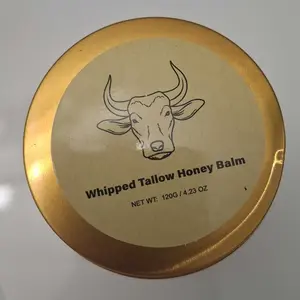 Whipped Tallow Honey Balm
NET WT: 120G / 4.23 OZ